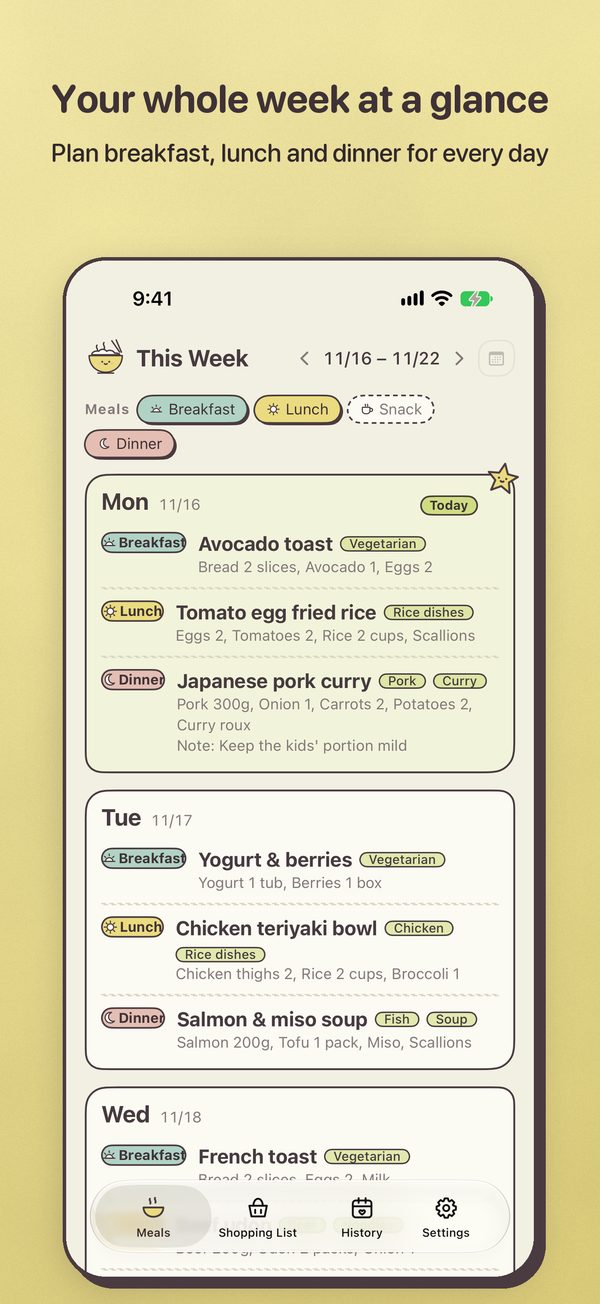 Your whole week at a glance
Plan breakfast, lunch and dinner for every day
9:41
This Week
11/16 – 11/22
Meals Breakfast Lunch Snack
Dinner
Mon 11/16 Today
Breakfast Avocado toast Vegetarian
Bread 2 slices, Avocado 1, Eggs 2
Lunch Tomato egg fried rice Rice dishes
Eggs 2, Tomatoes 2, Rice 2 cups, Scallions
Dinner Japanese pork curry Pork Curry
Pork 300g, Onion 1, Carrots 2, Potatoes 2,
Curry roux
Note: Keep the kids' portion mild
Tue 11/17
Breakfast Yogurt & berries Vegetarian
Yogurt 1 tub, Berries 1 box
Lunch Chicken teriyaki bowl Chicken
Rice dishes
Chicken thighs 2, Rice 2 cups, Broccoli 1
Dinner Salmon & miso soup Fish Soup
Salmon 200g, Tofu 1 pack, Miso, Scallions
Wed 11/18
Breakfast French toast Vegetarian
Bread 2 slices, Eggs 2, Milk
Meals Shopping List History Settings